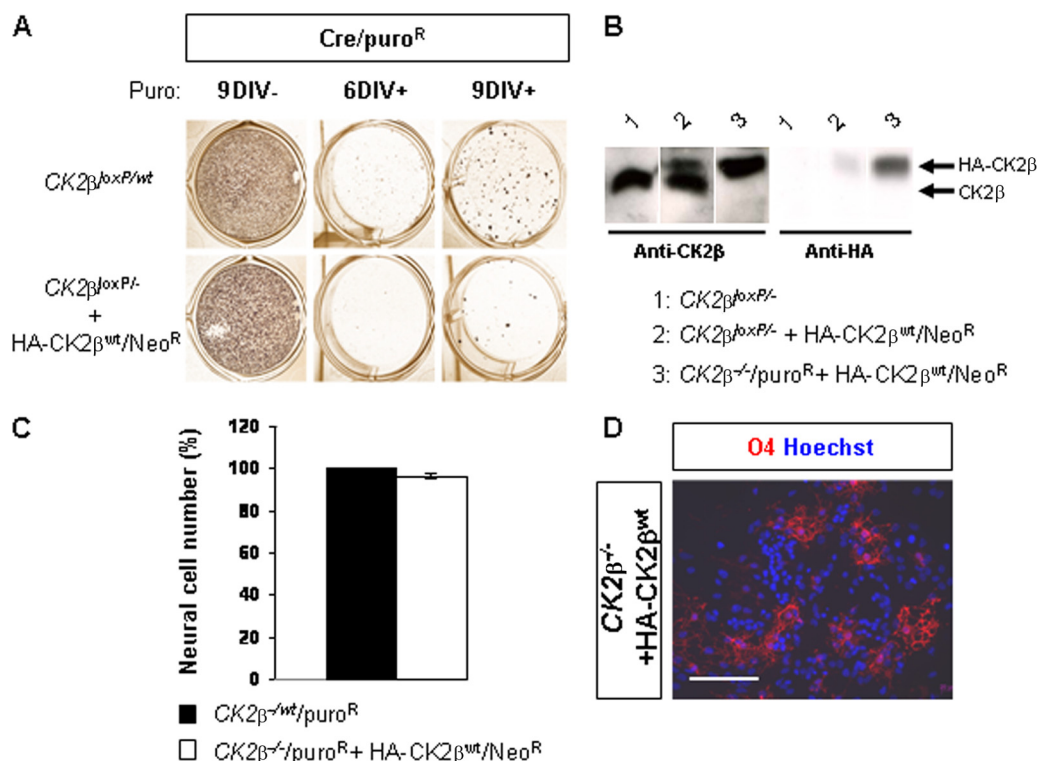 A
Cre/puroR
Puro: 9DIV- 6DIV+ 9DIV+
CK2βloxP/wt
CK2βloxP/-
+
HA-CK2βwt/NeoR
B
1 2 3 1 2 3
HA-CK2β
CK2β
Anti-CK2β Anti-HA
1: CK2βloxP/-
2: CK2βloxP/- + HA-CK2βwt/NeoR
3: CK2β-/-/puroR + HA-CK2βwt/NeoR
C
Neural cell number (%)
120
100
80
60
40
20
0
CK2β-/wt/puroR
CK2β-/-/puroR + HA-CK2βwt/NeoR
D
O4 Hoechst
CK2β-/-
+HA-CK2βwt